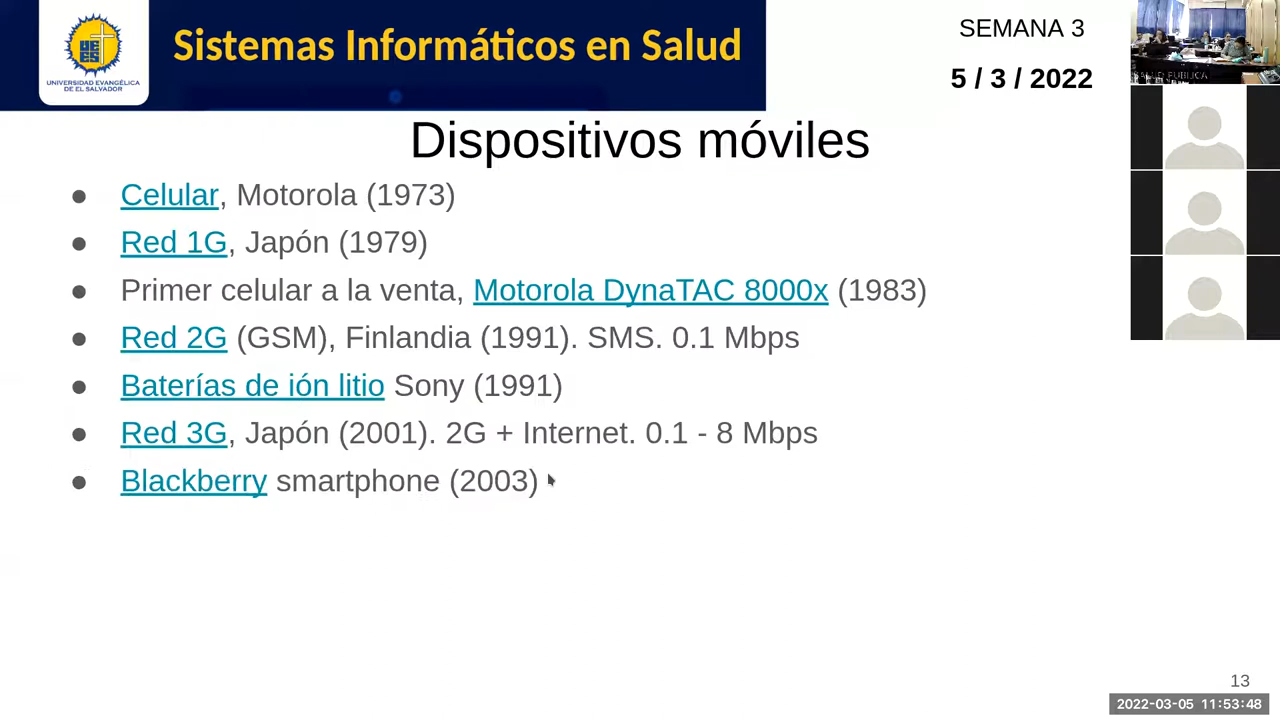 UNIVERSIDAD EVANGÉLICA
DE EL SALVADOR
Sistemas Informáticos en Salud
SEMANA 3
5 / 3 / 2022
SALUD PUBLICA
Dispositivos móviles
● Celular, Motorola (1973)
● Red 1G, Japón (1979)
● Primer celular a la venta, Motorola DynaTAC 8000x (1983)
● Red 2G (GSM), Finlandia (1991). SMS. 0.1 Mbps
● Baterías de ión litio Sony (1991)
● Red 3G, Japón (2001). 2G + Internet. 0.1 - 8 Mbps
● Blackberry smartphone (2003)
13
2022-03-05 11:53:48